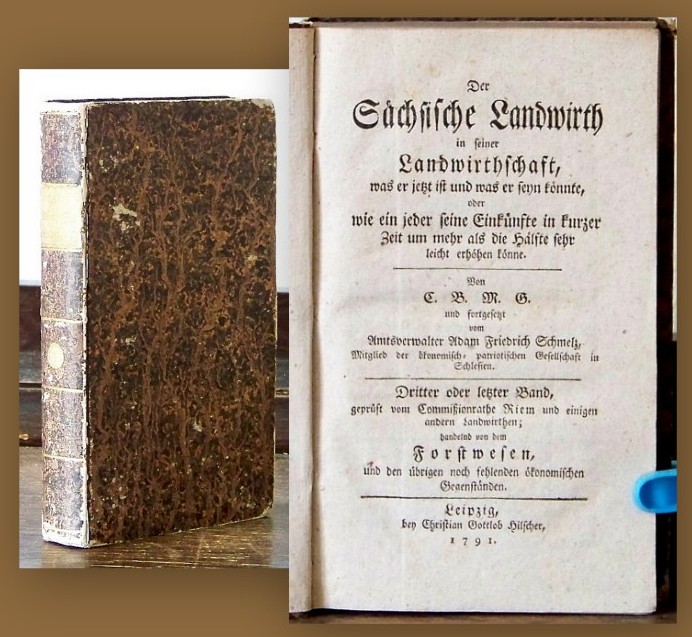 Der
Sächsische Landwirth
in seiner
Landwirthschaft,
was er jetzt ist und was er seyn könnte,
oder
wie ein jeder seine Einkünfte in kurzer
Zeit um mehr als die Hälfte sehr
leicht erhöhen könne.
Von
C. B. M. G.
und fortgesetzt
vom
Amtsverwalter Adam Friedrich Schmelz,
Mitglied der ökonomisch-patriotischen Gesellschaft in
Schlesien.
Dritter oder letzter Band,
geprüft vom Commißionrathe Riem und einigen
andern Landwirthen;
handelnd von dem
Forstwesen,
und den übrigen noch fehlenden ökonomischen
Gegenständen.
Leipzig,
bey Christian Gottlob Hilscher,
1791.